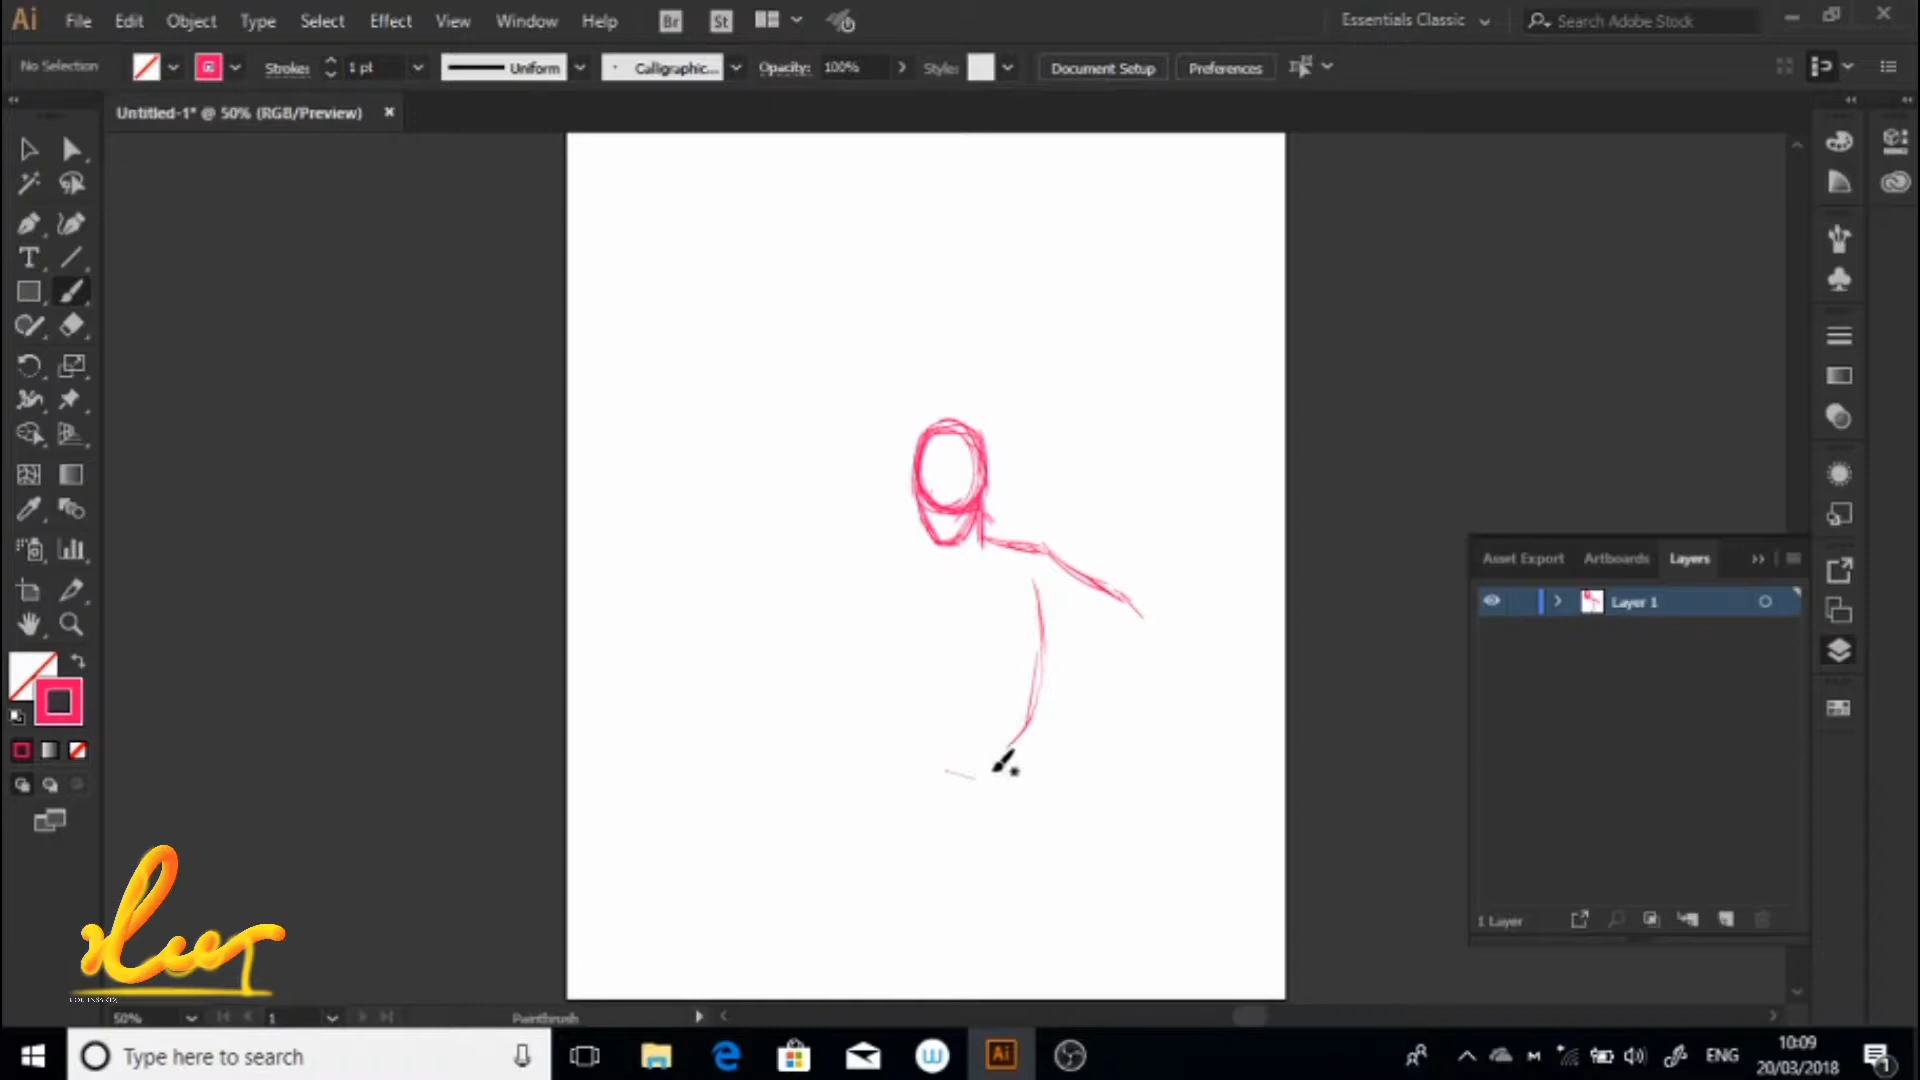 Ai File Edit Object Type Select Effect View Window Help Br St Essentials Classic Search Adobe Stock
No Selection Stroke: 1 pt Uniform Calligraphic... Opacity: 100% Style: Document Setup Preferences
Untitled-1* @ 50% (RGB/Preview)
Asset Export Artboards Layers
Layer 1
1 Layer
50% 1 Paintbrush
Type here to search
w Ai M ENG 10:09
20/03/2018 1